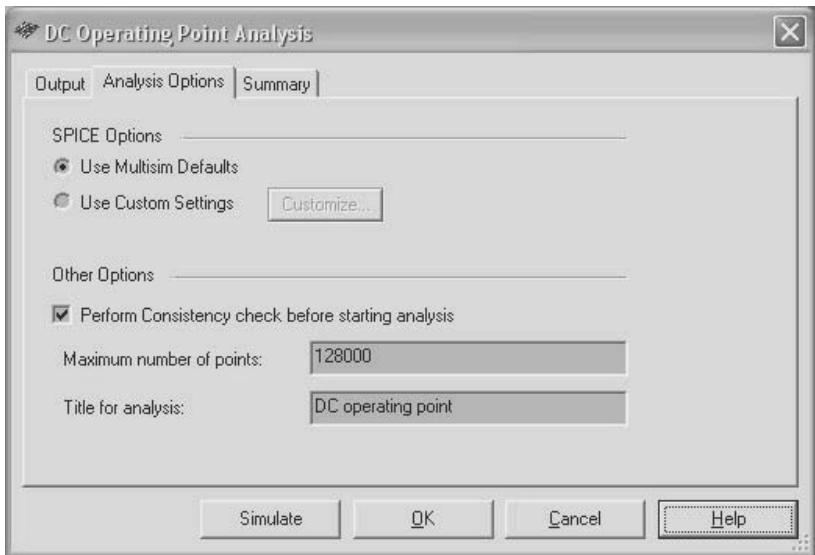 DC Operating Point Analysis
Output Analysis Options Summary
SPICE Options
Use Multisim Defaults
Use Custom Settings Customize...
Other Options
Perform Consistency check before starting analysis
Maximum number of points: 128000
Title for analysis: DC operating point
Simulate OK Cancel Help